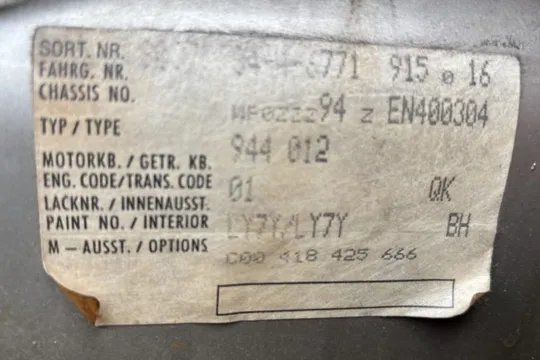 SORT. NR.
FAHRG. NR. 6771 915 0 16
CHASSIS NO. WP0ZZZ94 Z EN400304
TYP / TYPE 944 012
MOTORKB. / GETR. KB.
ENG. CODE/TRANS. CODE 01 QK
LACKNR. / INNENAUSST.
PAINT NO. / INTERIOR LY7Y/LY7Y BH
M – AUSST. / OPTIONS C00 418 425 666